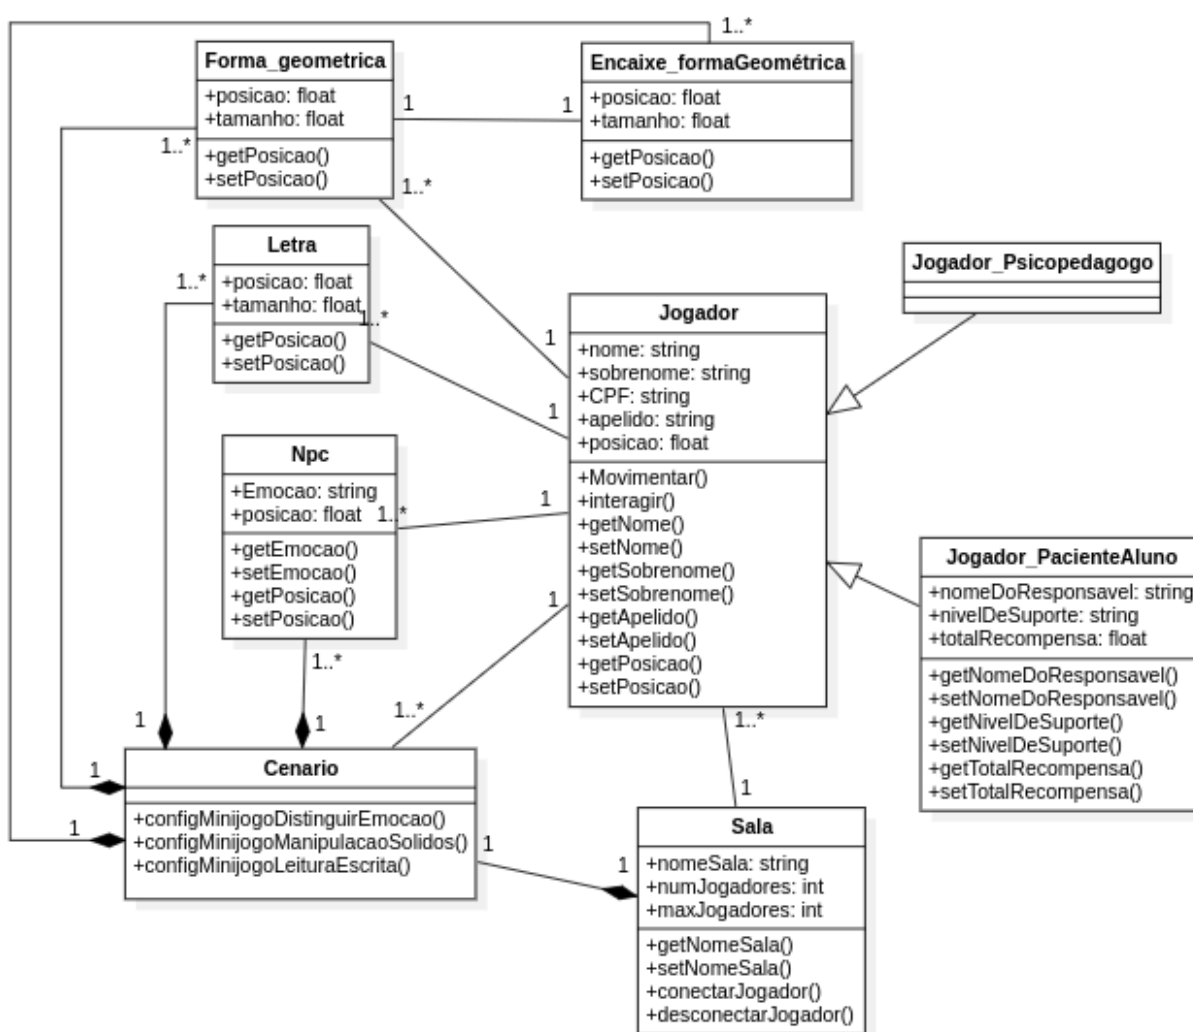 1..*
Forma_geometrica
+posicao: float
+tamanho: float
+getPosicao()
+setPosicao()
1
1
1..*
1..*
Encaixe_formaGeométrica
+posicao: float
+tamanho: float
+getPosicao()
+setPosicao()
Letra
+posicao: float
+tamanho: float
+getPosicao()
+setPosicao()
1..*
1..*
1
1
Jogador_Psicopedagogo
Jogador
+nome: string
+sobrenome: string
+CPF: string
+apelido: string
+posicao: float
+Movimentar()
+interagir()
+getNome()
+setNome()
+getSobrenome()
+setSobrenome()
+getApelido()
+setApelido()
+getPosicao()
+setPosicao()
Npc
+Emocao: string
+posicao: float
+getEmocao()
+setEmocao()
+getPosicao()
+setPosicao()
1..*
1
1
1..*
1..*
1
1
1
1
Jogador_PacienteAluno
+nomeDoResponsavel: string
+nivelDeSuporte: string
+totalRecompensa: float
+getNomeDoResponsavel()
+setNomeDoResponsavel()
+getNivelDeSuporte()
+setNivelDeSuporte()
+getTotalRecompensa()
+setTotalRecompensa()
Cenario
+configMinijogoDistinguirEmocao()
+configMinijogoManipulacaoSolidos()
+configMinijogoLeituraEscrita()
1..*
1
1
1
Sala
+nomeSala: string
+numJogadores: int
+maxJogadores: int
+getNomeSala()
+setNomeSala()
+conectarJogador()
+desconectarJogador()